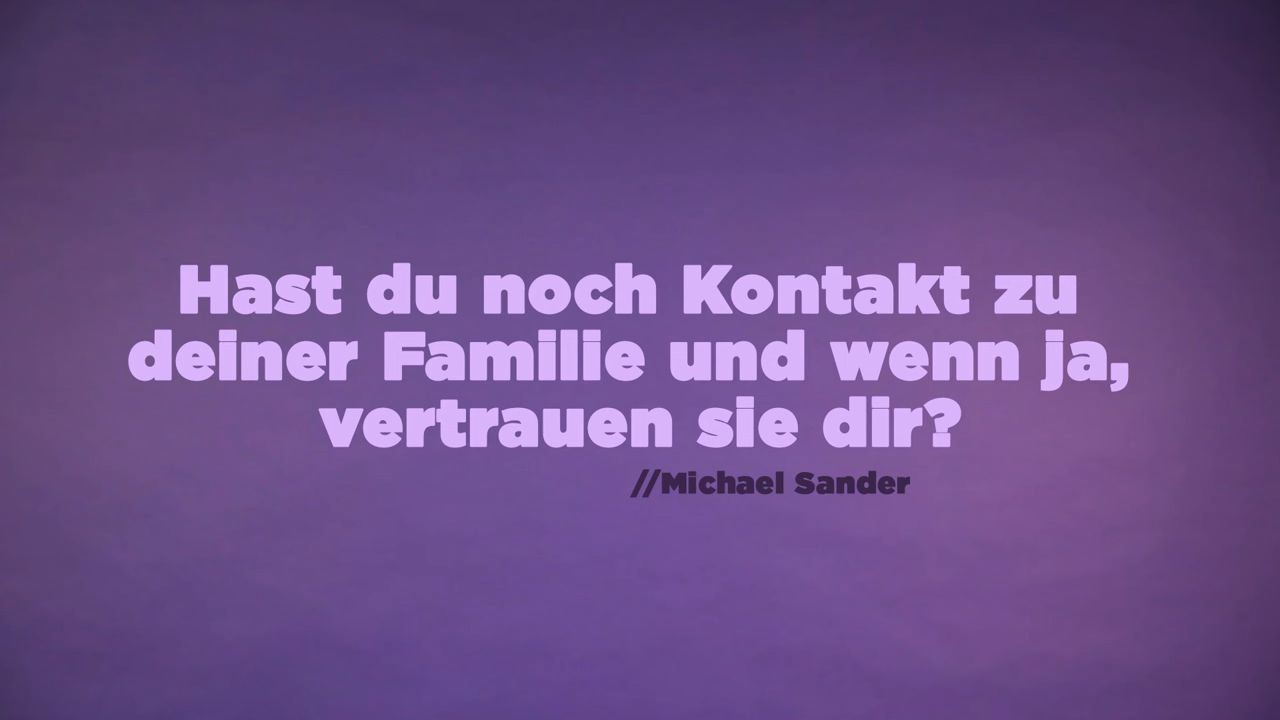 Hast du noch Kontakt zu
deiner Familie und wenn ja,
vertrauen sie dir?
//Michael Sander